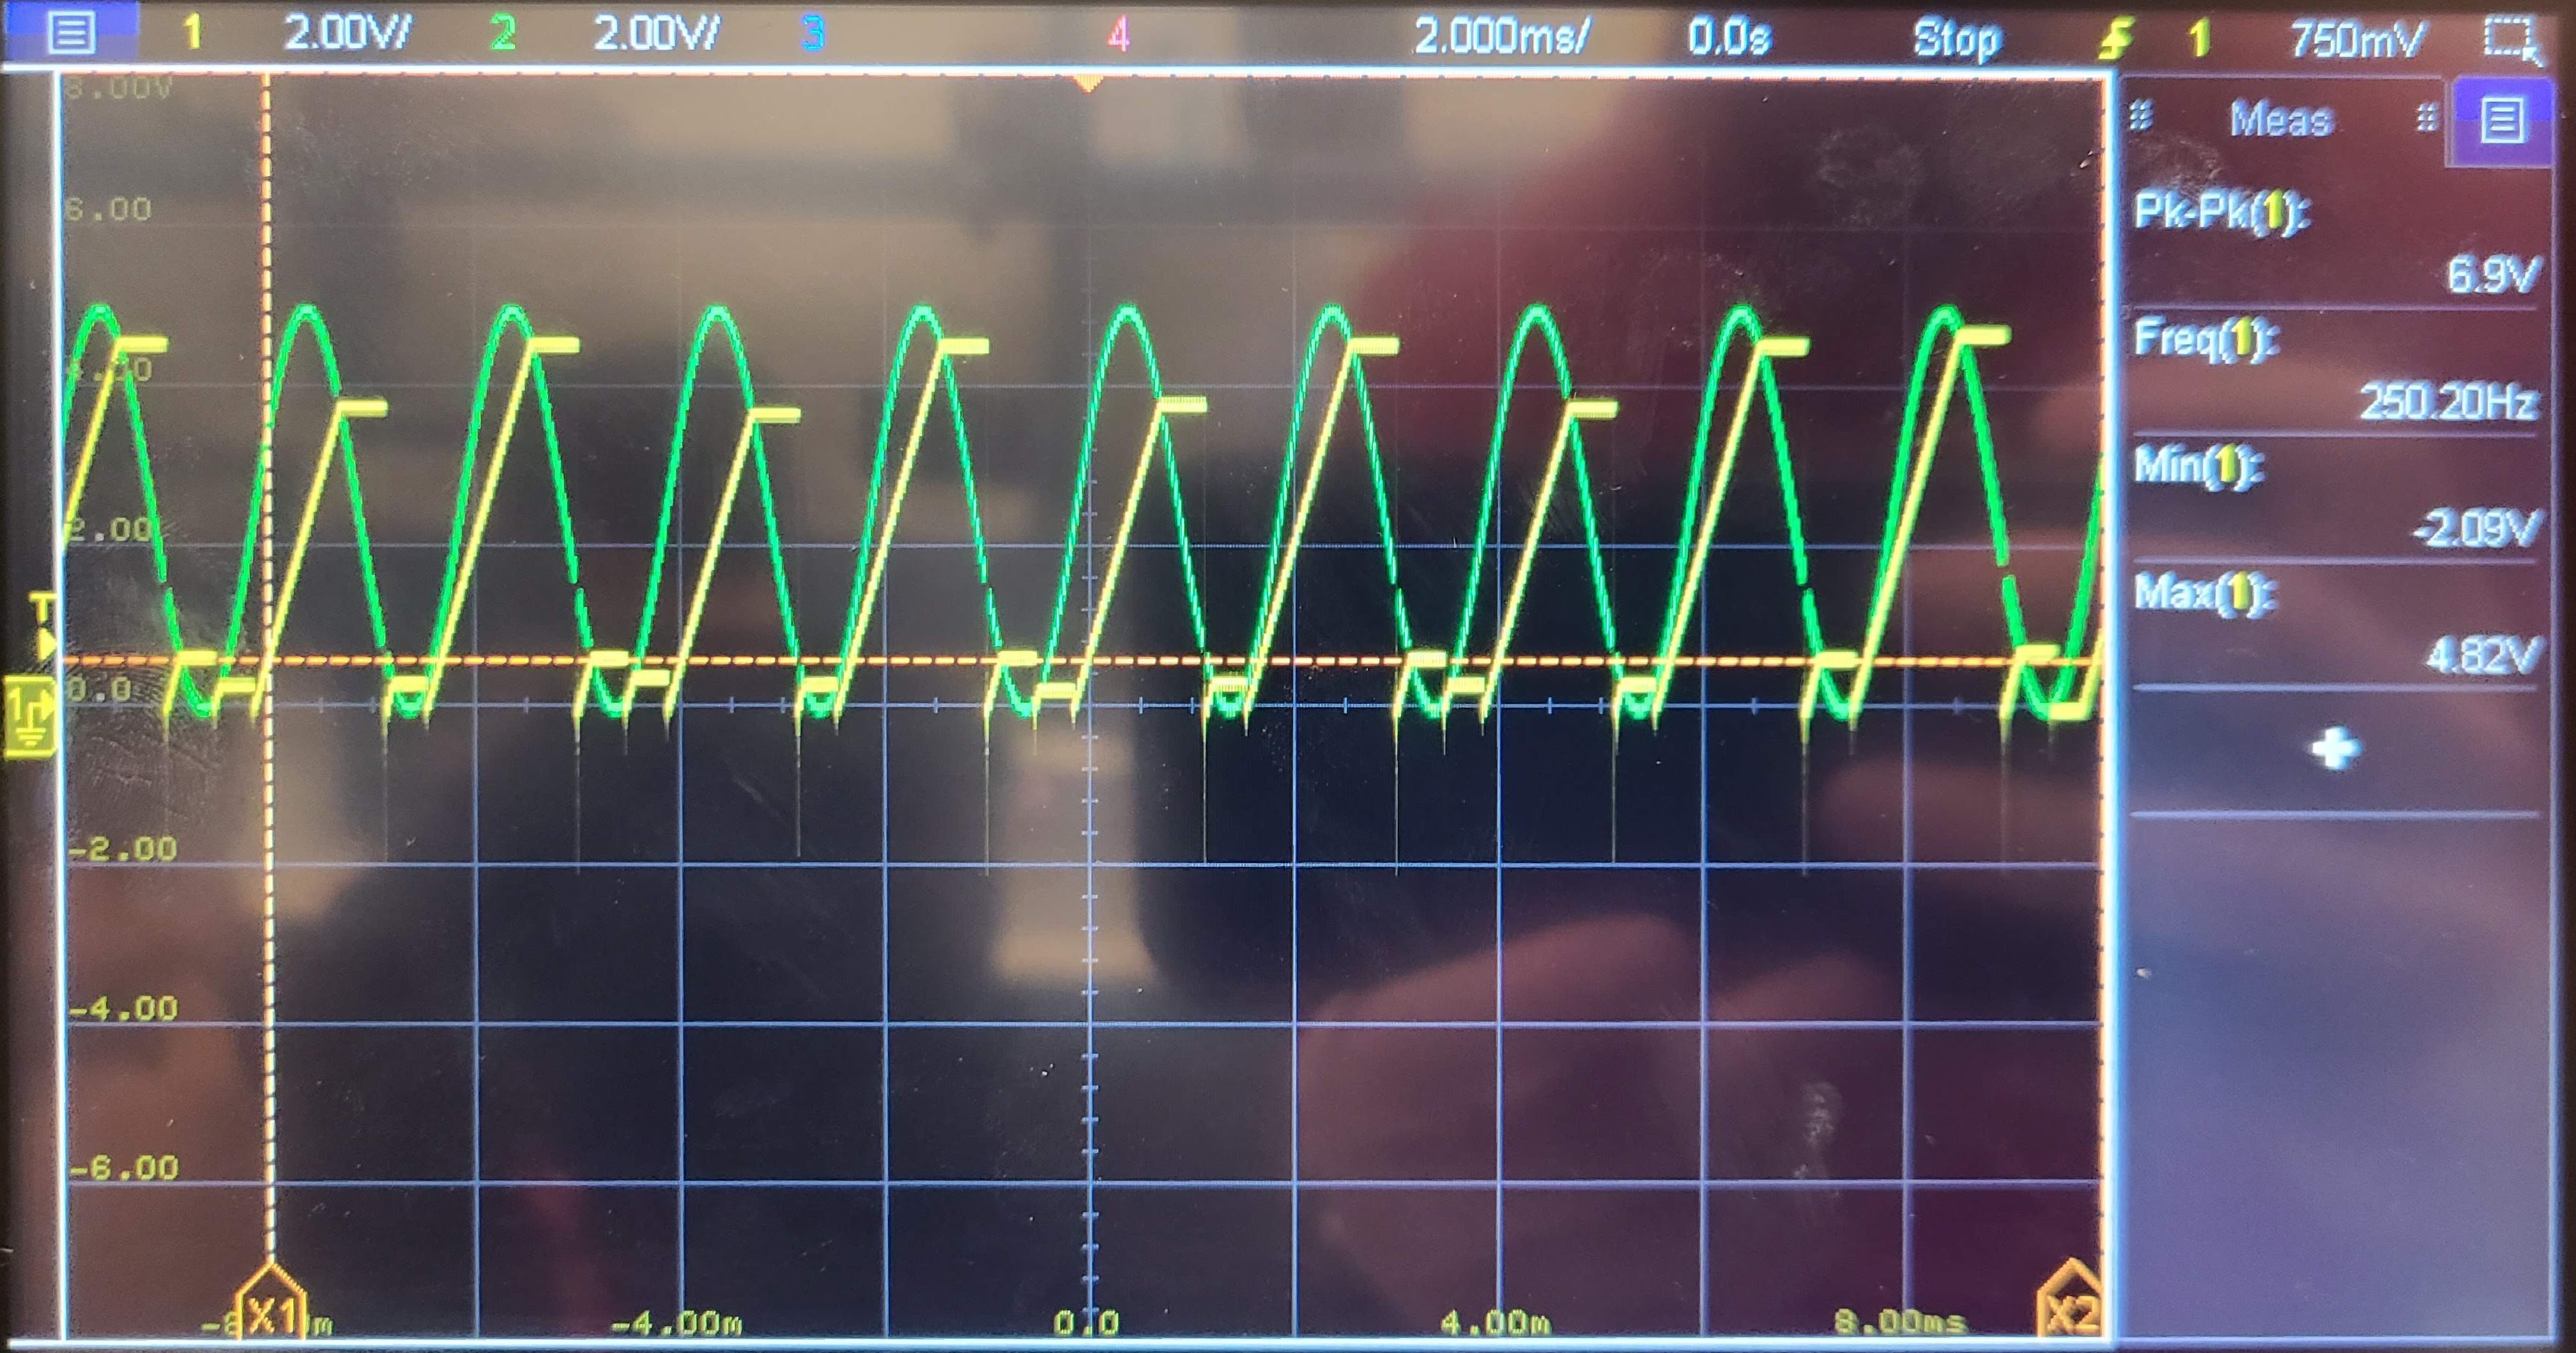 1 2.00V/ 2 2.00V/ 3 4 2.000ms/ 0.0s Stop 1 750mV
Meas
Pk-Pk(1):
6.9V
Freq(1):
250.20Hz
Min(1):
-2.09V
Max(1):
4.82V
8.00V
6.00
4.00
2.00
T
0.0
1
-2.00
-4.00
-6.00
X1
-4.00m
0.0
4.00m
8.00ms
X2